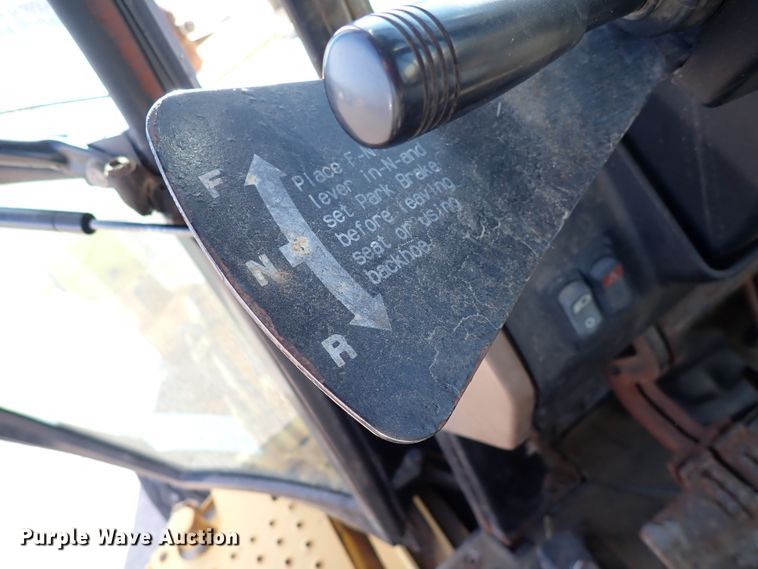 F
N
R
Place F-N
lever in-N-and
set Park Brake
before leaving
seat or using
backhoe.
Purple Wave Auction